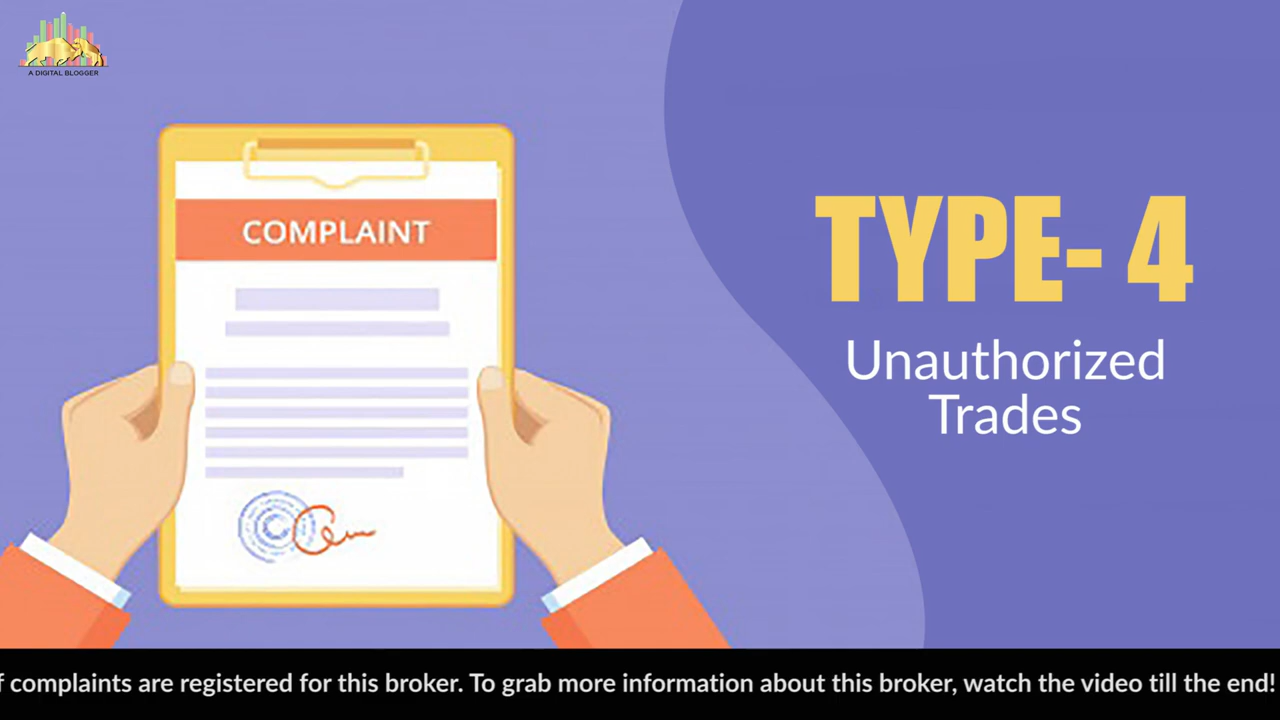 A DIGITAL BLOGGER
COMPLAINT
TYPE- 4
Unauthorized
Trades
f complaints are registered for this broker. To grab more information about this broker, watch the video till the end!